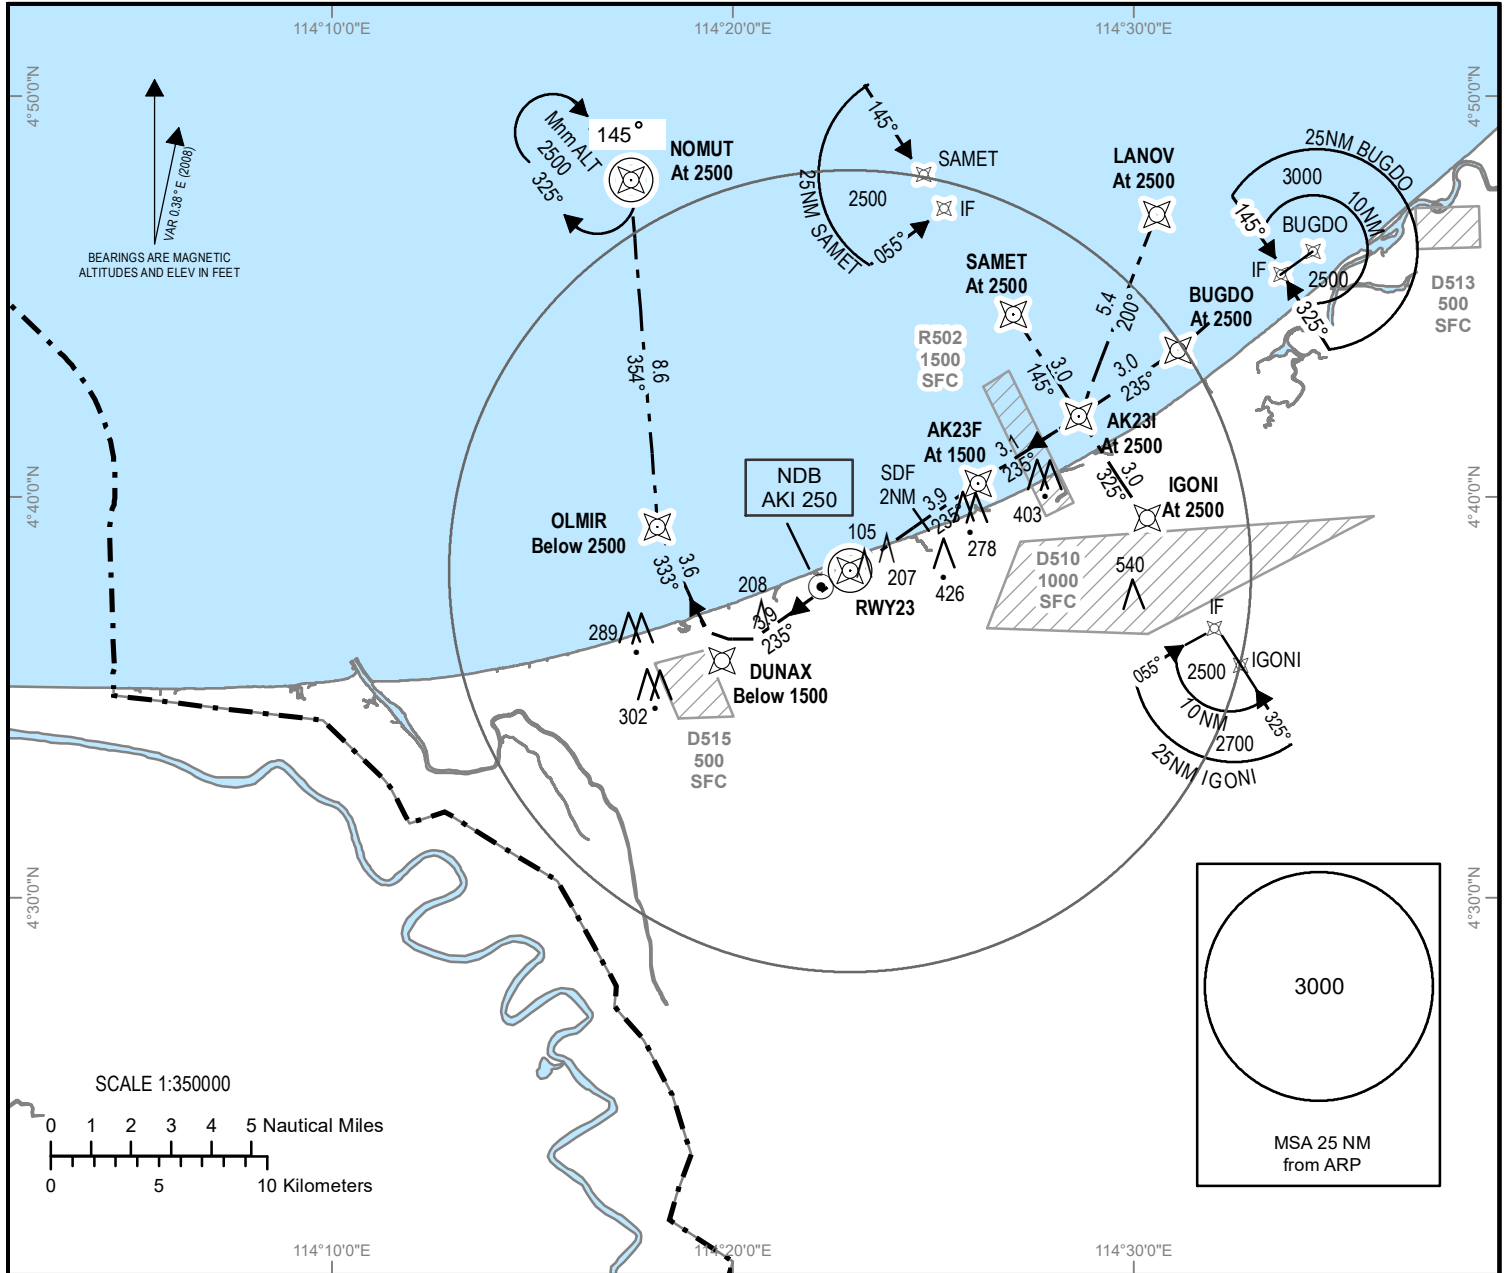 114°10'0"E
114°20'0"E
114°30'0"E
4°50'0"N
4°50'0"N
VAR 0.38° E (2008)
BEARINGS ARE MAGNETIC
ALTITUDES AND ELEV IN FEET
Mnm ALT
2500
325°
145°
NOMUT
At 2500
145°
SAMET
2500
IF
055°
25NM SAMET
LANOV
At 2500
25NM BUGDO
3000
10NM
145°
BUGDO
IF
2500
325°
D513
500
SFC
SAMET
At 2500
5.4
200°
BUGDO
At 2500
R502
1500
SFC
3.0
145°
3.0
235°
8.6
354°
AK23F
At 1500
AK23I
At 2500
3.1
235°
3.0
325°
SDF
2NM
NDB
AKI 250
3.9
235°
403
IGONI
At 2500
4°40'0"N
4°40'0"N
OLMIR
Below 2500
105
278
207
426
D510
1000
SFC
540
3.6
333°
208
RWY23
3.9
235°
289
DUNAX
Below 1500
302
D515
500
SFC
IF
055°
2500
IGONI
10NM
325°
2700
25NM IGONI
4°30'0"N
4°30'0"N
3000
MSA 25 NM
from ARP
SCALE 1:350000
0 1 2 3 4 5 Nautical Miles
0 5 10 Kilometers
114°10'0"E
114°20'0"E
114°30'0"E